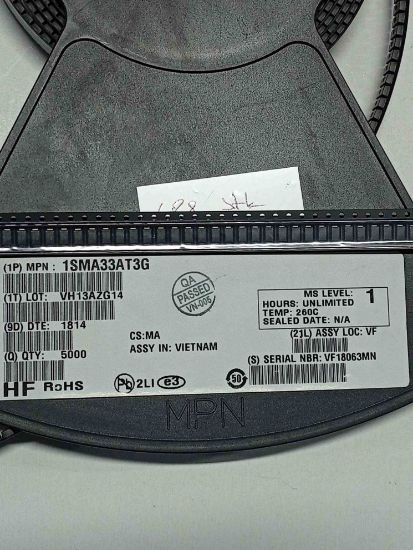 (1P) MPN : 1SMA33AT3G
(1T) LOT: VH13AZG14
(9D) DTE: 1814
(Q) QTY: 5000
HF RoHS
QA
PASSED
VN-005
CS:MA
ASSY IN: VIETNAM
Pb 2LI e3
50
MS LEVEL: 1
HOURS: UNLIMITED
TEMP: 260C
SEALED DATE: N/A
(21L) ASSY LOC: VF
(S) SERIAL NBR: VF18063MN
MPN